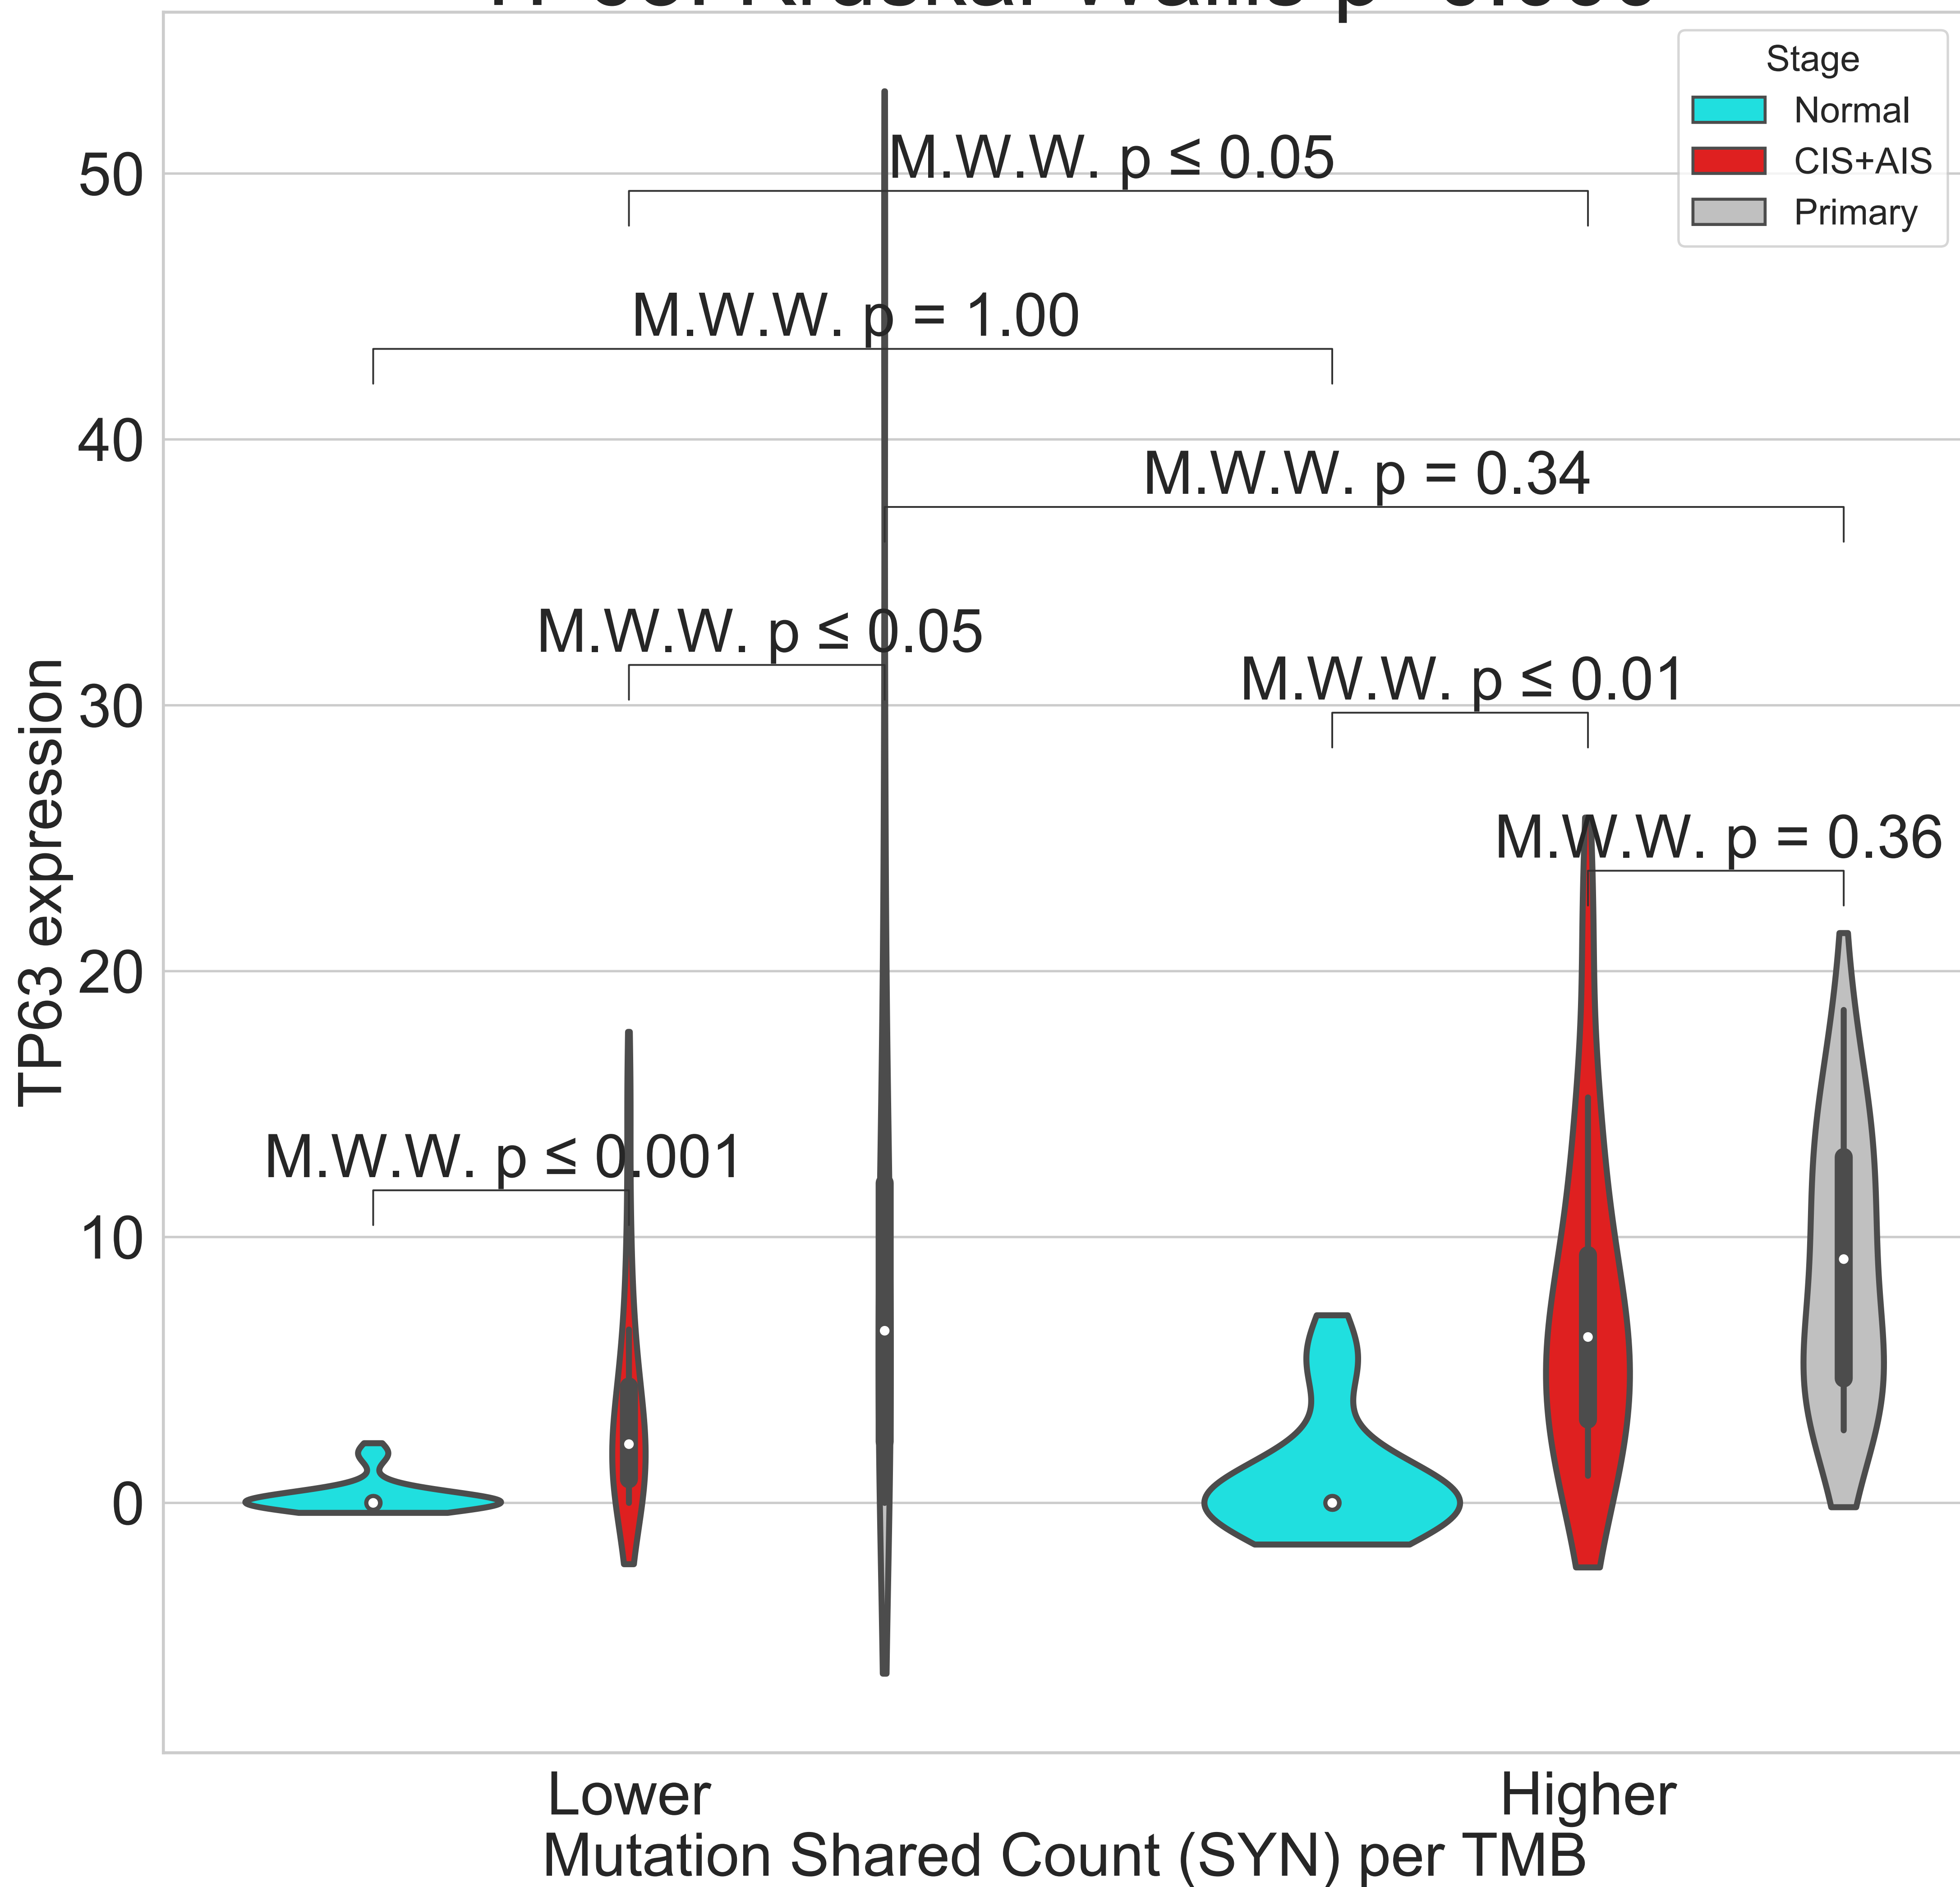 Stage
Normal
CIS+AIS
Primary
M.W.W. p ≤ 0.05
M.W.W. p = 1.00
M.W.W. p = 0.34
M.W.W. p ≤ 0.05
M.W.W. p ≤ 0.01
M.W.W. p = 0.36
M.W.W. p ≤ 0.001
50
40
30
20
10
0
TP63 expression
Lower
Higher
Mutation Shared Count (SYN) per TMB